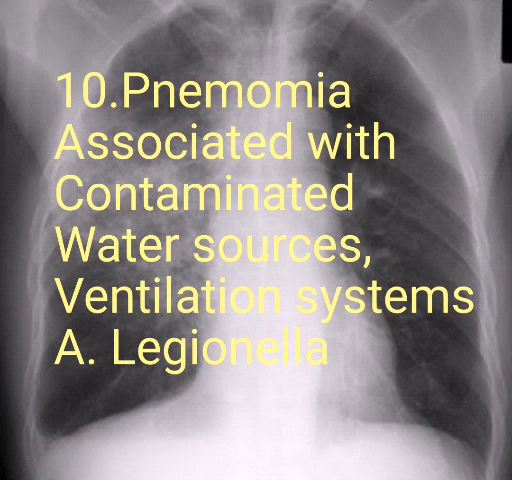 10.Pnemomia
Associated with
Contaminated
Water sources,
Ventilation systems
A. Legionella